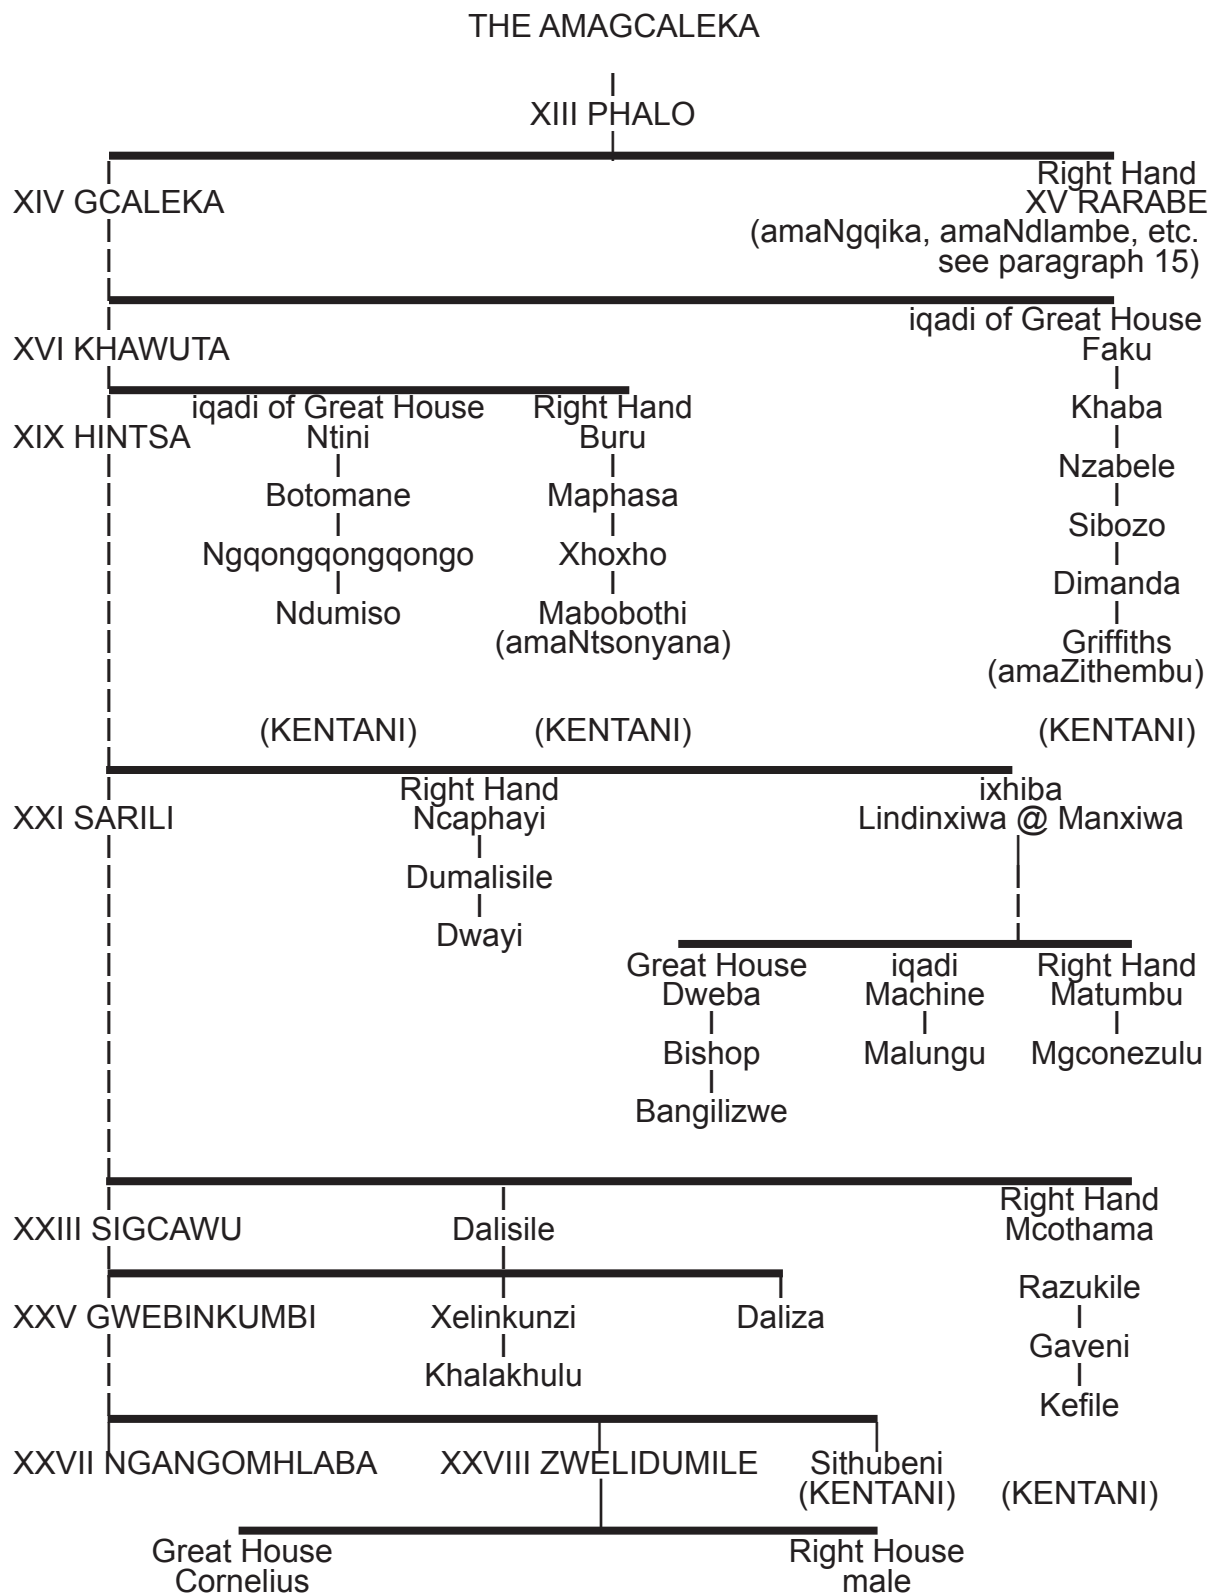 THE AMAGCALEKA
XIII PHALO
Right Hand
XIV GCALEKA XV RARABE
(amaNgqika, amaNdlambe, etc.
see paragraph 15)
iqadi of Great House
XVI KHAWUTA Faku
iqadi of Great House Right Hand Khaba
XIX HINTSA Ntini Buru
Nzabele
Botomane Maphasa
Sibozo
Ngqongqongqongo Xhoxho
Dimanda
Ndumiso Mabobothi
(amaNtsonyana) Griffiths
(amaZithembu)
(KENTANI) (KENTANI) (KENTANI)
Right Hand ixhiba
XXI SARILI Ncaphayi Lindinxiwa @ Manxiwa
Dumalisile
Dwayi
Great House iqadi Right Hand
Dweba Machine Matumbu
Bishop Malungu Mgconezulu
Bangilizwe
Right Hand
XXIII SIGCAWU Dalisile Mcothama
Razukile
XXV GWEBINKUMBI Xelinkunzi Daliza
Gaveni
Khalakhulu
Kefile
XXVII NGANGOMHLABA XXVIII ZWELIDUMILE Sithubeni
(KENTANI) (KENTANI)
Great House Right House
Cornelius male